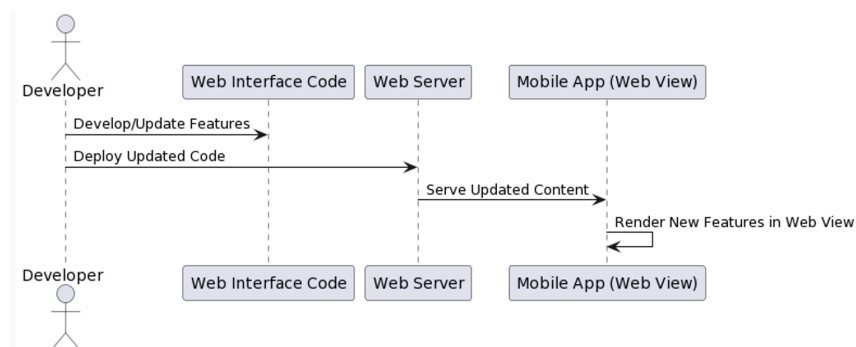 Developer
Web Interface Code
Web Server
Mobile App (Web View)
Develop/Update Features
Deploy Updated Code
Serve Updated Content
Render New Features in Web View
Developer
Web Interface Code
Web Server
Mobile App (Web View)